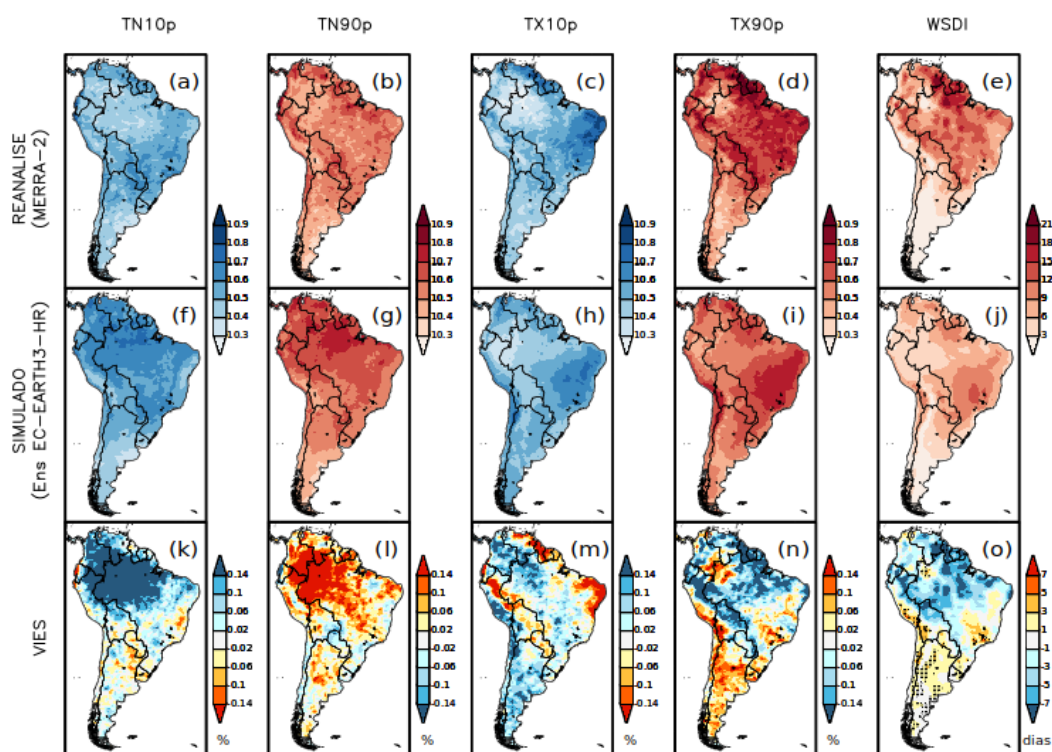 TN10p TN90p TX10p TX90p WSDI
REANALISE
(MERRA-2)
(a) (b) (c) (d) (e)
10.9 10.9 10.9 10.9 21
10.8 10.8 10.8 10.8 18
10.7 10.7 10.7 10.7 15
10.6 10.6 10.6 10.6 12
10.5 10.5 10.5 10.5 9
10.4 10.4 10.4 10.4 6
10.3 10.3 10.3 10.3 3
SIMULADO
(Ens EC-EARTH3-HR)
(f) (g) (h) (i) (j)
VIES
(k) (l) (m) (n) (o)
0.14 0.14 0.14 0.14 7
0.1 0.1 0.1 0.1 5
0.06 0.06 0.06 0.06 3
0.02 0.02 0.02 0.02 1
-0.02 -0.02 -0.02 -0.02 -1
-0.06 -0.06 -0.06 -0.06 -3
-0.1 -0.1 -0.1 -0.1 -5
-0.14 -0.14 -0.14 -0.14 -7
% % % % dias